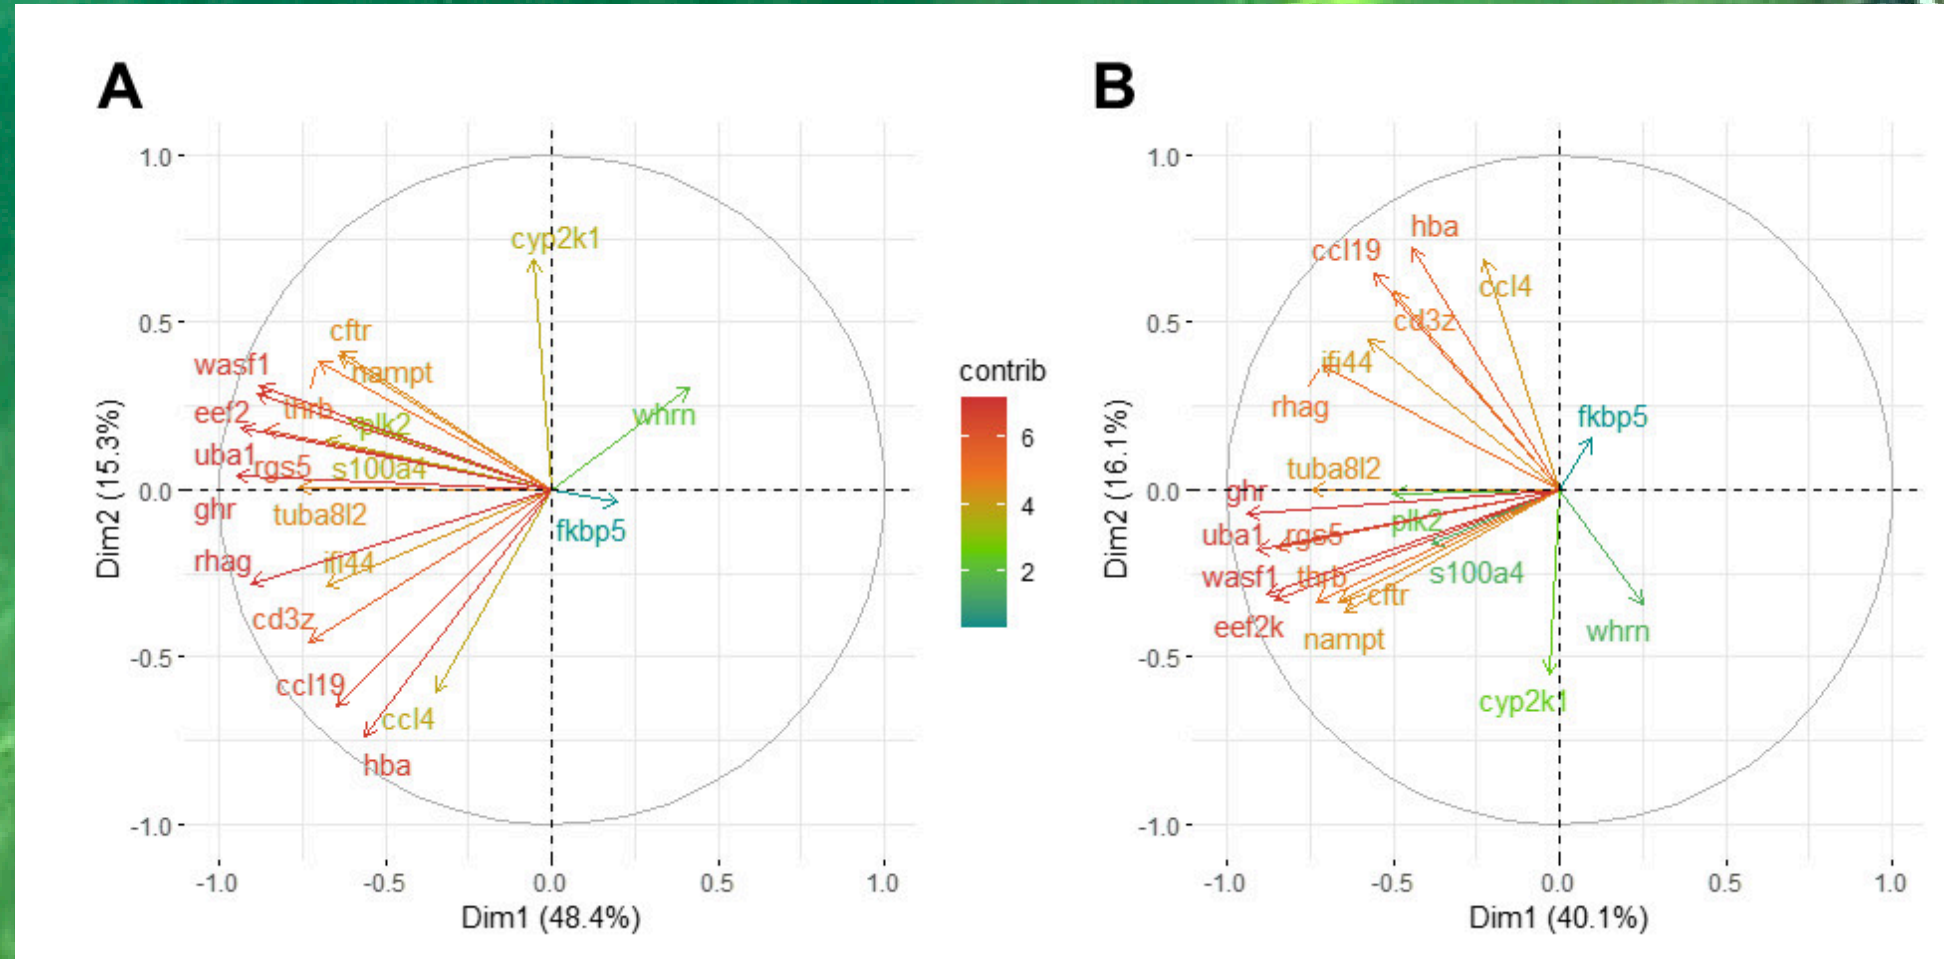 A
1.0
0.5
0.0
-0.5
-1.0
Dim2 (15.3%)
cyp2k1
cftr
wasf1
nampt
eef2
thrb
plk2
whrn
uba1
rgs5
s100a4
ghr
tuba8l2
fkbp5
rhag
ifi44
cd3z
ccl19
ccl4
hba
-1.0
-0.5
0.0
0.5
1.0
Dim1 (48.4%)
contrib
6
4
2
B
1.0
0.5
0.0
-0.5
-1.0
Dim2 (16.1%)
hba
ccl19
ccl4
cd3z
ifi44
rhag
fkbp5
tuba8l2
ghr
plk2
uba1
rgs5
wasf1
thrb
s100a4
cftr
eef2k
nampt
whrn
cyp2k1
-1.0
-0.5
0.0
0.5
1.0
Dim1 (40.1%)